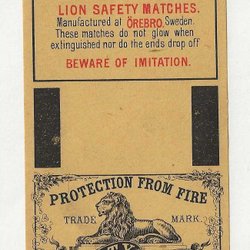 LION SAFETY MATCHES.
Manufactured at ÖREBRO, Sweden.
These matches do not glow when
extinguished nor do the ends drop off
BEWARE OF IMITATION.
PROTECTION FROM FIRE
TRADE MARK.